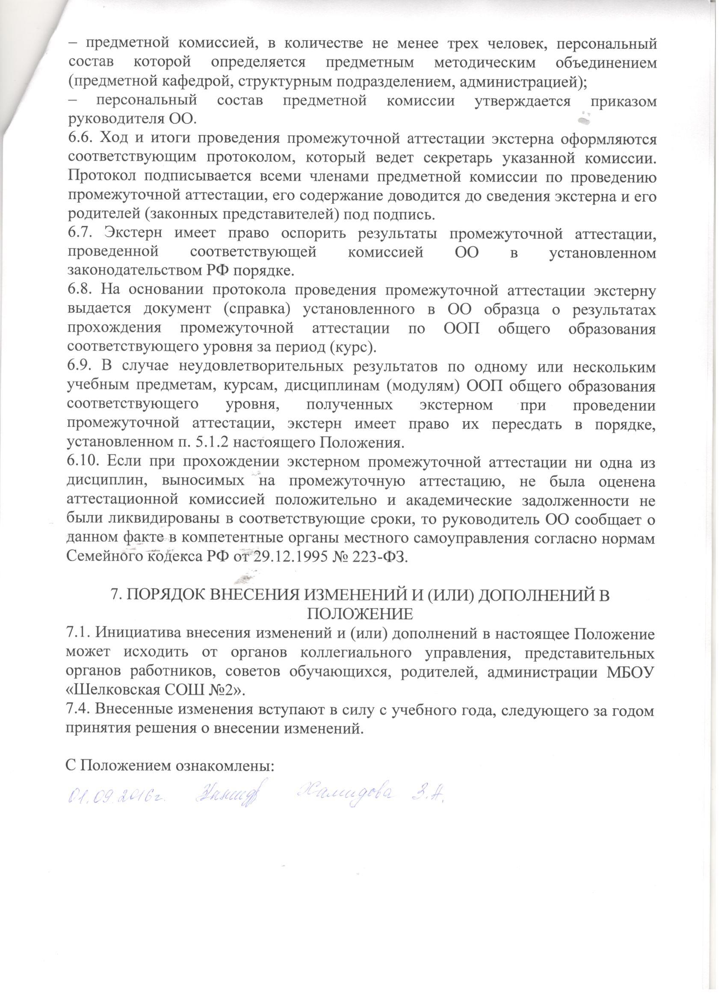 – предметной комиссией, в количестве не менее трех человек, персональный
состав которой определяется предметным методическим объединением
(предметной кафедрой, структурным подразделением, администрацией);
– персональный состав предметной комиссии утверждается приказом
руководителя ОО.
6.6. Ход и итоги проведения промежуточной аттестации экстерна оформляются
соответствующим протоколом, который ведет секретарь указанной комиссии.
Протокол подписывается всеми членами предметной комиссии по проведению
промежуточной аттестации, его содержание доводится до сведения экстерна и его
родителей (законных представителей) под подпись.
6.7. Экстерн имеет право оспорить результаты промежуточной аттестации,
проведенной соответствующей комиссией ОО в установленном
законодательством РФ порядке.
6.8. На основании протокола проведения промежуточной аттестации экстерну
выдается документ (справка) установленного в ОО образца о результатах
прохождения промежуточной аттестации по ООП общего образования
соответствующего уровня за период (курс).
6.9. В случае неудовлетворительных результатов по одному или нескольким
учебным предметам, курсам, дисциплинам (модулям) ООП общего образования
соответствующего уровня, полученных экстерном при проведении
промежуточной аттестации, экстерн имеет право их пересдать в порядке,
установленном п. 5.1.2 настоящего Положения.
6.10. Если при прохождении экстерном промежуточной аттестации ни одна из
дисциплин, выносимых на промежуточную аттестацию, не была оценена
аттестационной комиссией положительно и академические задолженности не
были ликвидированы в соответствующие сроки, то руководитель ОО сообщает о
данном факте в компетентные органы местного самоуправления согласно нормам
Семейного кодекса РФ от 29.12.1995 № 223-ФЗ.
7. ПОРЯДОК ВНЕСЕНИЯ ИЗМЕНЕНИЙ И (ИЛИ) ДОПОЛНЕНИЙ В
ПОЛОЖЕНИЕ
7.1. Инициатива внесения изменений и (или) дополнений в настоящее Положение
может исходить от органов коллегиального управления, представительных
органов работников, советов обучающихся, родителей, администрации МБОУ
«Шелковская СОШ №2».
7.4. Внесенные изменения вступают в силу с учебного года, следующего за годом
принятия решения о внесении изменений.
С Положением ознакомлены:
01.09.2016г. Хамидова З.А.